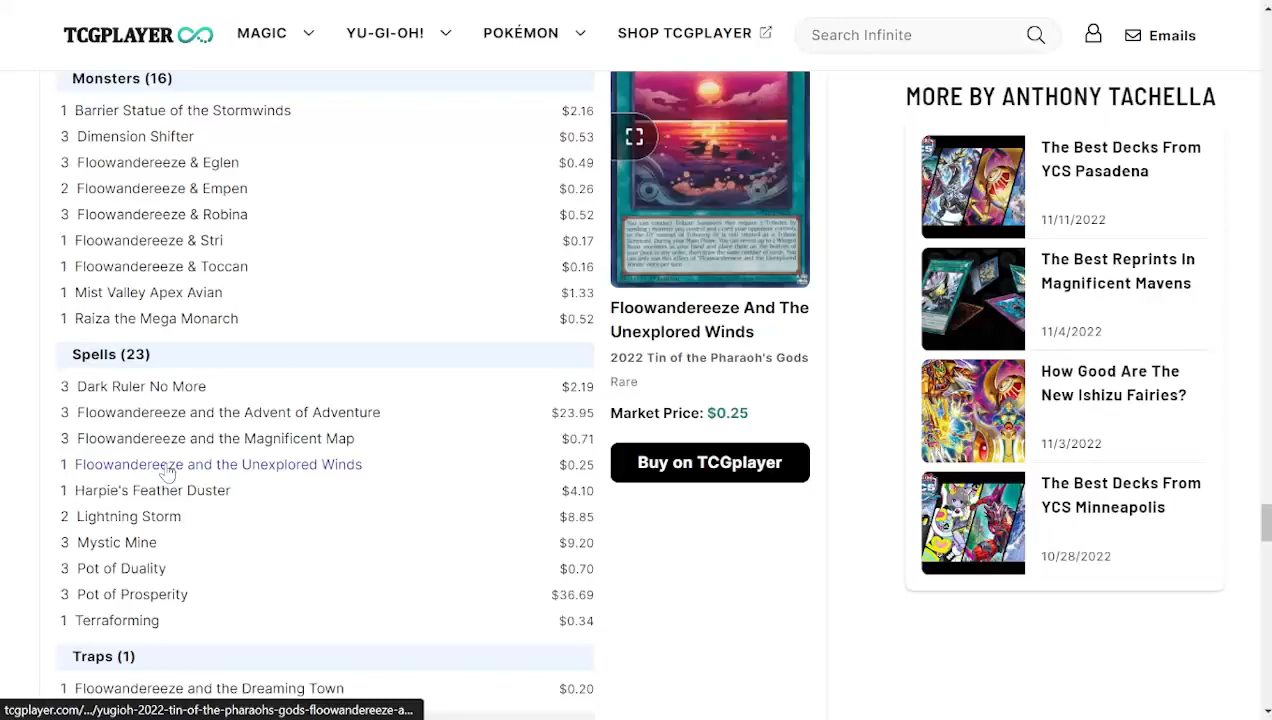 TCGPLAYER
MAGIC
YU-GI-OH!
POKÉMON
SHOP TCGPLAYER
Search Infinite
Emails
Monsters (16)
1 Barrier Statue of the Stormwinds $2.16
3 Dimension Shifter $0.53
3 Floowandereeze & Eglen $0.49
2 Floowandereeze & Empen $0.26
3 Floowandereeze & Robina $0.52
1 Floowandereeze & Stri $0.17
1 Floowandereeze & Toccan $0.16
1 Mist Valley Apex Avian $1.33
1 Raiza the Mega Monarch $0.52
Spells (23)
3 Dark Ruler No More $2.19
3 Floowandereeze and the Advent of Adventure $23.95
3 Floowandereeze and the Magnificent Map $0.71
1 Floowandereeze and the Unexplored Winds $0.25
1 Harpie's Feather Duster $4.10
2 Lightning Storm $8.85
3 Mystic Mine $9.20
3 Pot of Duality $0.70
3 Pot of Prosperity $36.69
1 Terraforming $0.34
Traps (1)
1 Floowandereeze and the Dreaming Town $0.20
tcgplayer.com/.../yugioh-2022-tin-of-the-pharaohs-gods-floowandereeze-a...
Floowandereeze And The
Unexplored Winds
2022 Tin of the Pharaoh's Gods
Rare
Market Price: $0.25
Buy on TCGplayer
MORE BY ANTHONY TACHELLA
The Best Decks From
YCS Pasadena
11/11/2022
The Best Reprints In
Magnificent Mavens
11/4/2022
How Good Are The
New Ishizu Fairies?
11/3/2022
The Best Decks From
YCS Minneapolis
10/28/2022